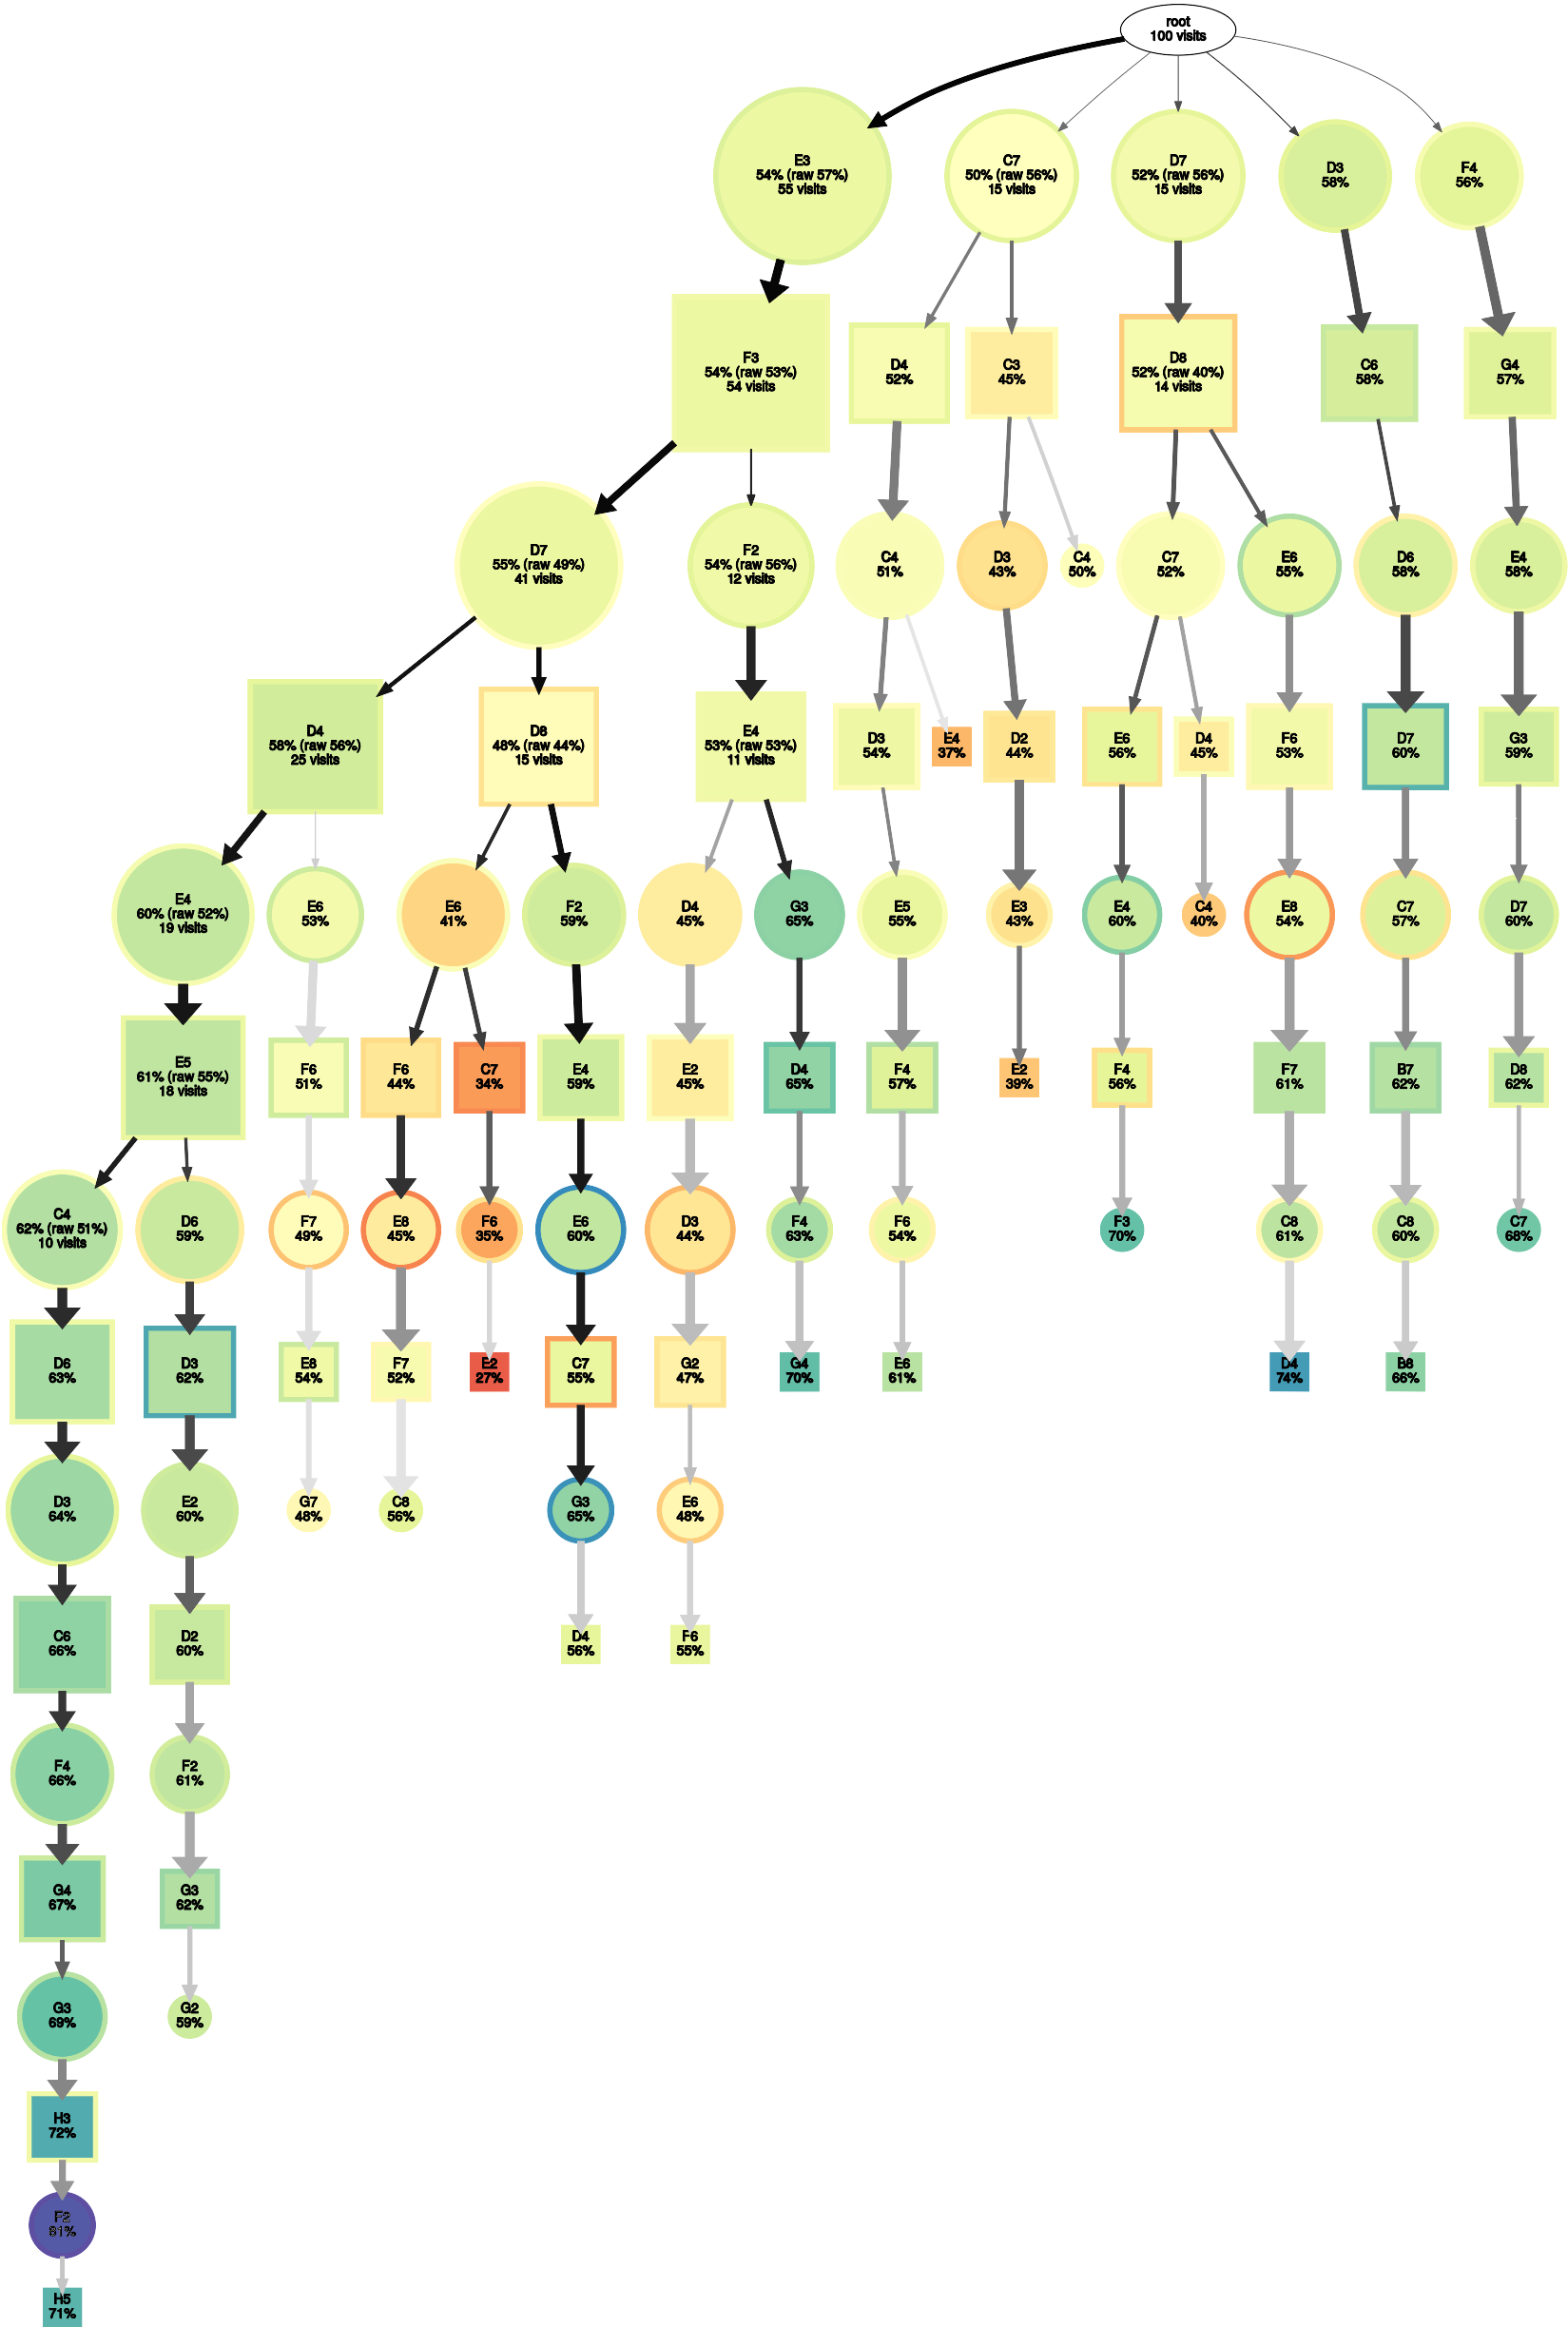 root
100 visits
E3
54% (raw 57%)
55 visits
C7
50% (raw 56%)
15 visits
D7
52% (raw 56%)
15 visits
D3
58%
F4
56%
F3
54% (raw 53%)
54 visits
D4
52%
C3
45%
D8
52% (raw 40%)
14 visits
C6
58%
G4
57%
D7
55% (raw 49%)
41 visits
F2
54% (raw 56%)
12 visits
C4
51%
D3
43%
C4
50%
C7
52%
E6
55%
D6
58%
E4
58%
D4
58% (raw 56%)
25 visits
D8
48% (raw 44%)
15 visits
E4
53% (raw 53%)
11 visits
D3
54%
E4
37%
D2
44%
E6
56%
D4
45%
F6
53%
D7
60%
G3
59%
E4
60% (raw 52%)
19 visits
E6
53%
E6
41%
F2
59%
D4
45%
G3
65%
E5
55%
E3
43%
E4
60%
C4
40%
E8
54%
C7
57%
D7
60%
E5
61% (raw 55%)
18 visits
F6
51%
F6
44%
C7
34%
E4
59%
E2
45%
D4
65%
F4
57%
E2
39%
F4
56%
F7
61%
B7
62%
D8
62%
C4
62% (raw 51%)
10 visits
D6
59%
F7
49%
E8
45%
F6
35%
E6
60%
D3
44%
F4
63%
F6
54%
F3
70%
C8
61%
C8
60%
C7
68%
D6
63%
D3
62%
E8
54%
F7
52%
E2
27%
C7
55%
G2
47%
G4
70%
E6
61%
D4
74%
B8
66%
D3
64%
E2
60%
G7
48%
C8
56%
G3
65%
E6
48%
C6
66%
D2
60%
D4
56%
F6
55%
F4
66%
F2
61%
G4
67%
G3
62%
G3
69%
G2
59%
H3
72%
F2
81%
H5
71%